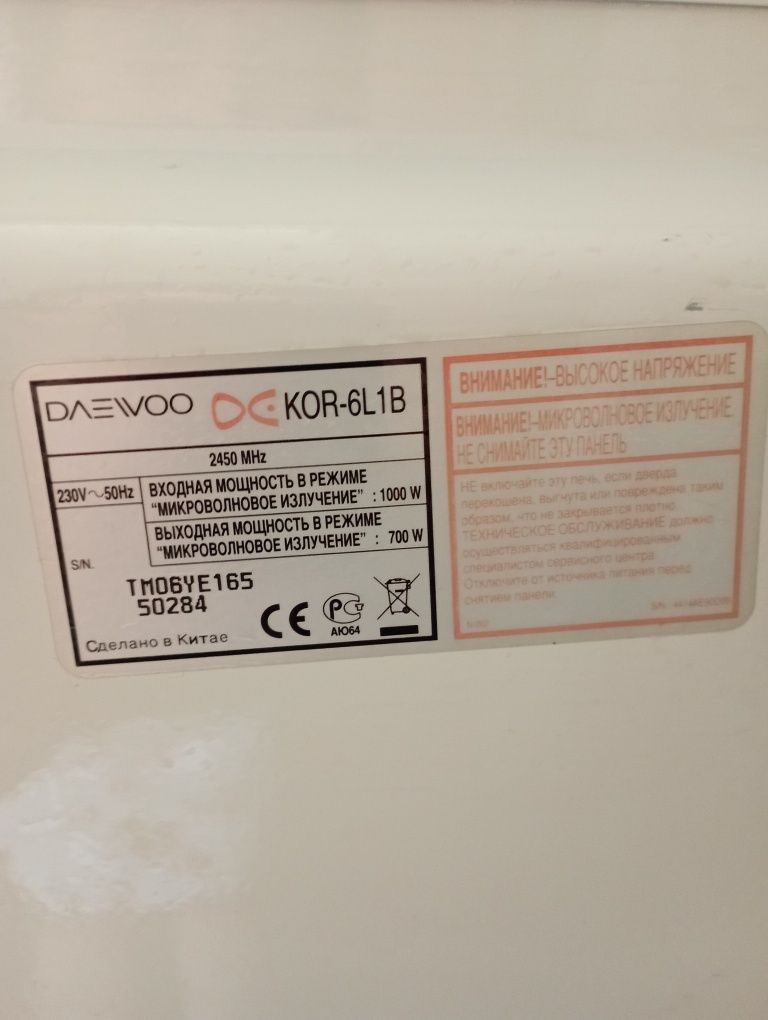 DAEWOO DE KOR-6L1B
2450 MHz
230V~50Hz
ВХОДНАЯ МОЩНОСТЬ В РЕЖИМЕ
"МИКРОВОЛНОВОЕ ИЗЛУЧЕНИЕ" : 1000 W
ВЫХОДНАЯ МОЩНОСТЬ В РЕЖИМЕ
"МИКРОВОЛНОВОЕ ИЗЛУЧЕНИЕ" : 700 W
S/N.
TM06YE165
50284
Сделано в Китае
CE
РС
АЮ64
ВНИМАНИЕ!–ВЫСОКОЕ НАПРЯЖЕНИЕ
ВНИМАНИЕ!–МИКРОВОЛНОВОЕ ИЗЛУЧЕНИЕ.
НЕ СНИМАЙТЕ ЭТУ ПАНЕЛЬ
НЕ включайте эту печь, если дверда
перекошена, выгнута или повреждена таким
образом, что не закрывается плотно.
ТЕХНИЧЕСКОЕ ОБСЛУЖИВАНИЕ должно
осуществляться квалифицированным
специалистом сервисного центра.
Отключите от источника питания перед
снятием панели.
S/N.